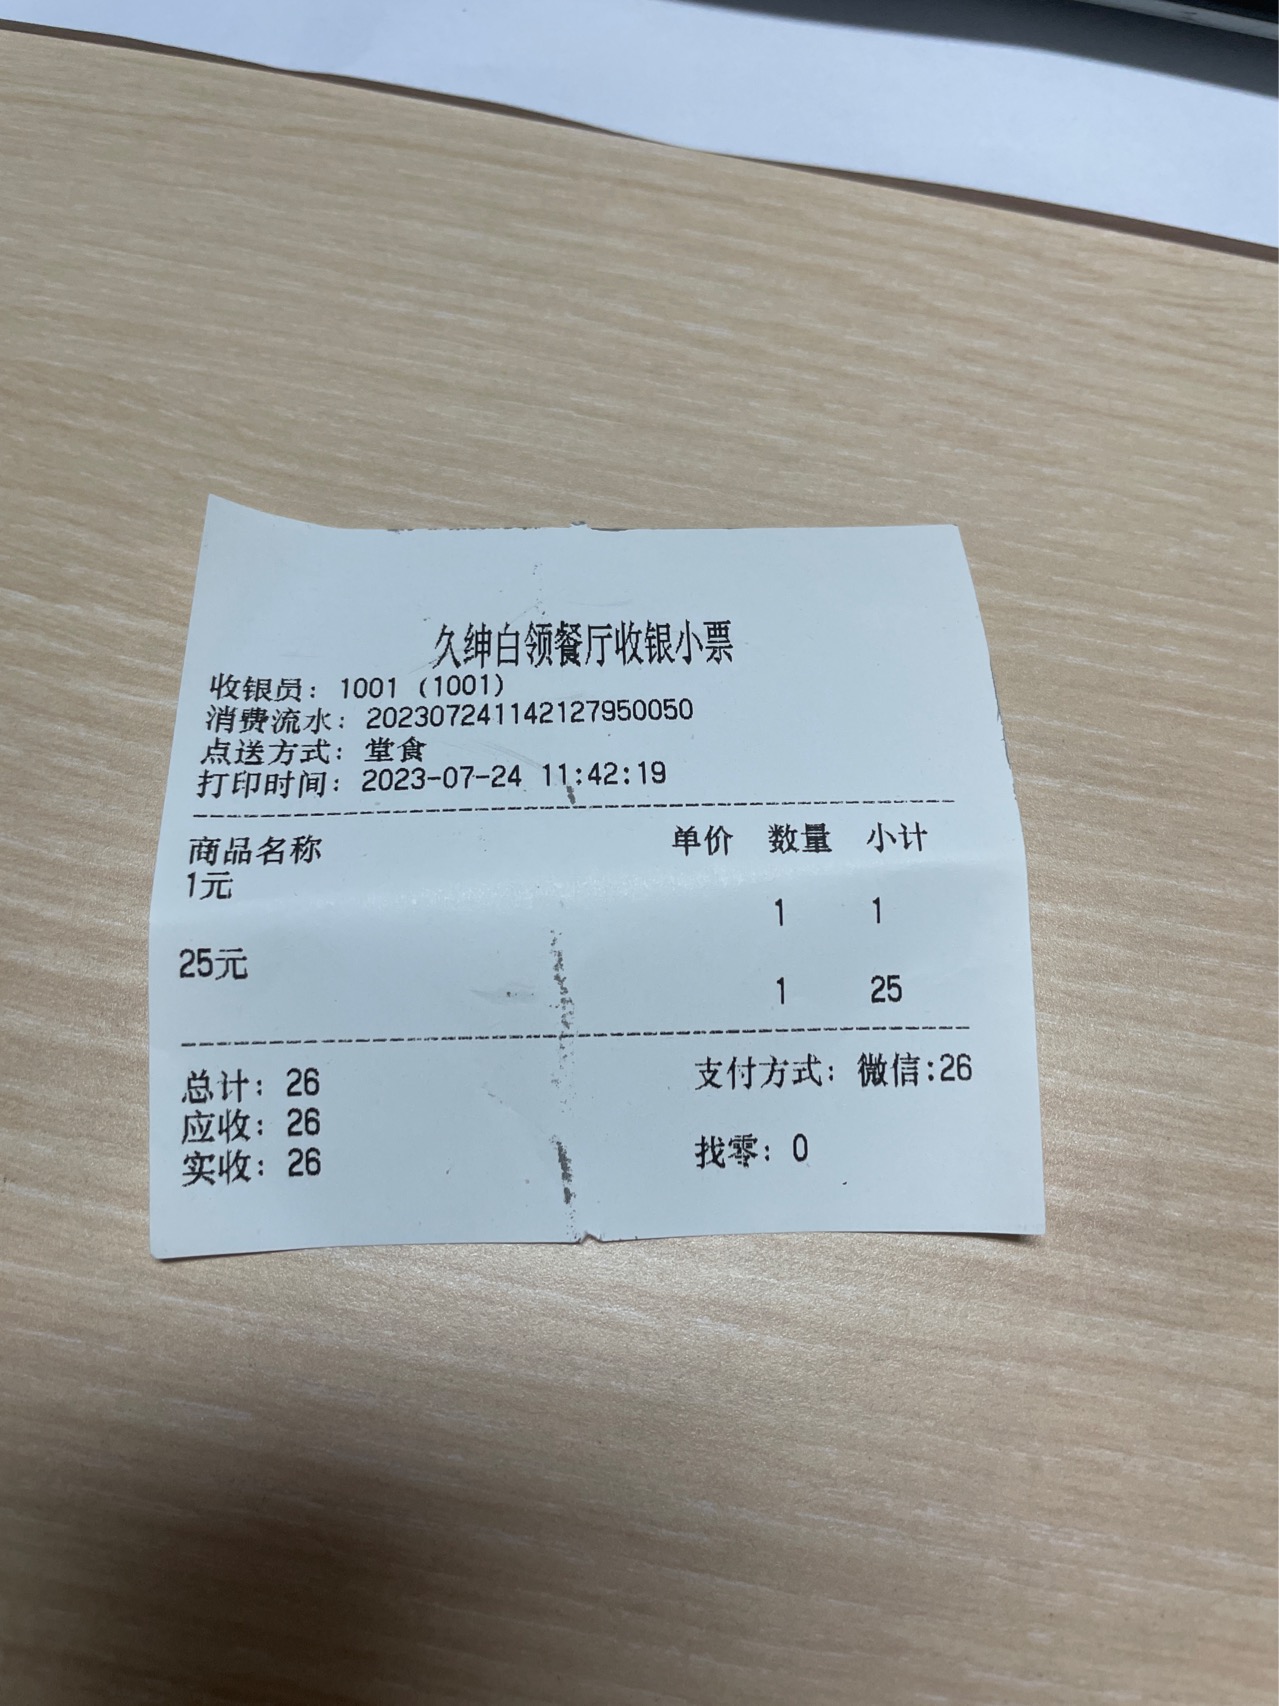 久绅白领餐厅收银小票
收银员：1001 (1001)
消费流水：2023072411421279500​50
点送方式：堂食
打印时间：2023-07-24 11:42:19
商品名称 单价 数量 小计
1元
1 1
25元
1 25
总计：26 支付方式：微信:26
应收：26
实收：26 找零：0